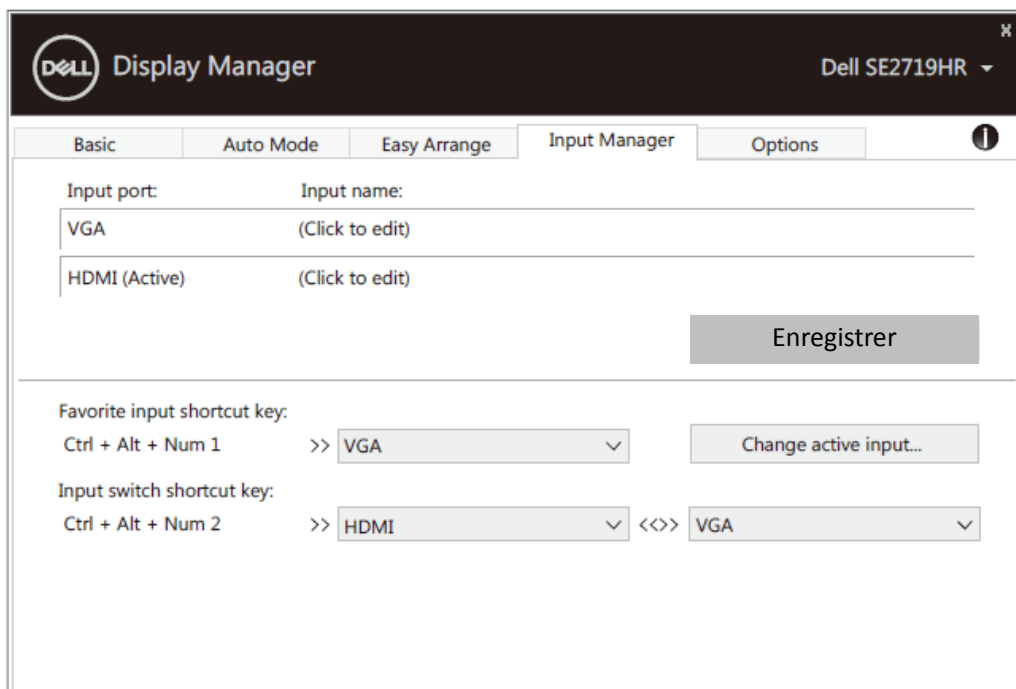 DELL Display Manager
Dell SE2719HR
Basic Auto Mode Easy Arrange Input Manager Options
Input port: Input name:
VGA (Click to edit)
HDMI (Active) (Click to edit)
Enregistrer
Favorite input shortcut key:
Ctrl + Alt + Num 1 >> VGA Change active input...
Input switch shortcut key:
Ctrl + Alt + Num 2 >> HDMI <<>> VGA